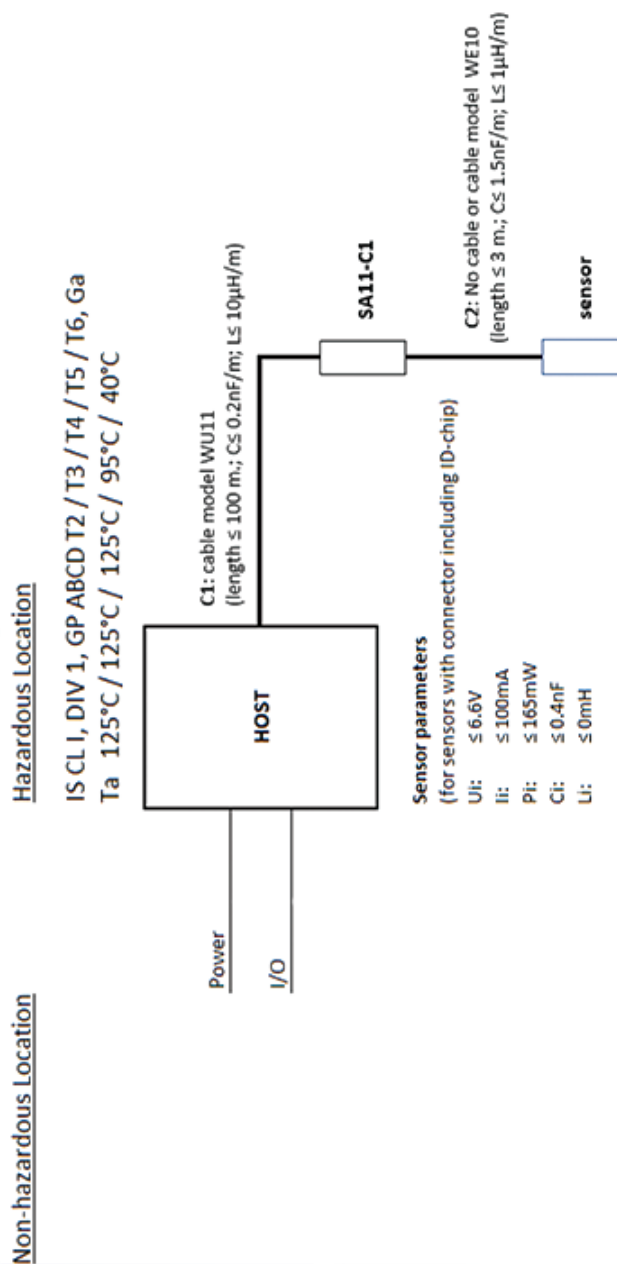 Non-hazardous Location
Hazardous Location
IS CL I, DIV 1, GP ABCD T2 / T3 / T4 / T5 / T6, Ga
Ta 125°C / 125°C / 125°C / 95°C / 40°C
Power
I/O
HOST
C1: cable model WU11
(length ≤ 100 m.; C≤ 0.2nF/m; L≤ 10µH/m)
SA11-C1
C2: No cable or cable model WE10
(length ≤ 3 m.; C≤ 1.5nF/m; L≤ 1µH/m)
sensor
Sensor parameters
(for sensors with connector including ID-chip)
Ui: ≤ 6.6V
Ii: ≤ 100mA
Pi: ≤ 165mW
Ci: ≤ 0.4nF
Li: ≤ 0mH